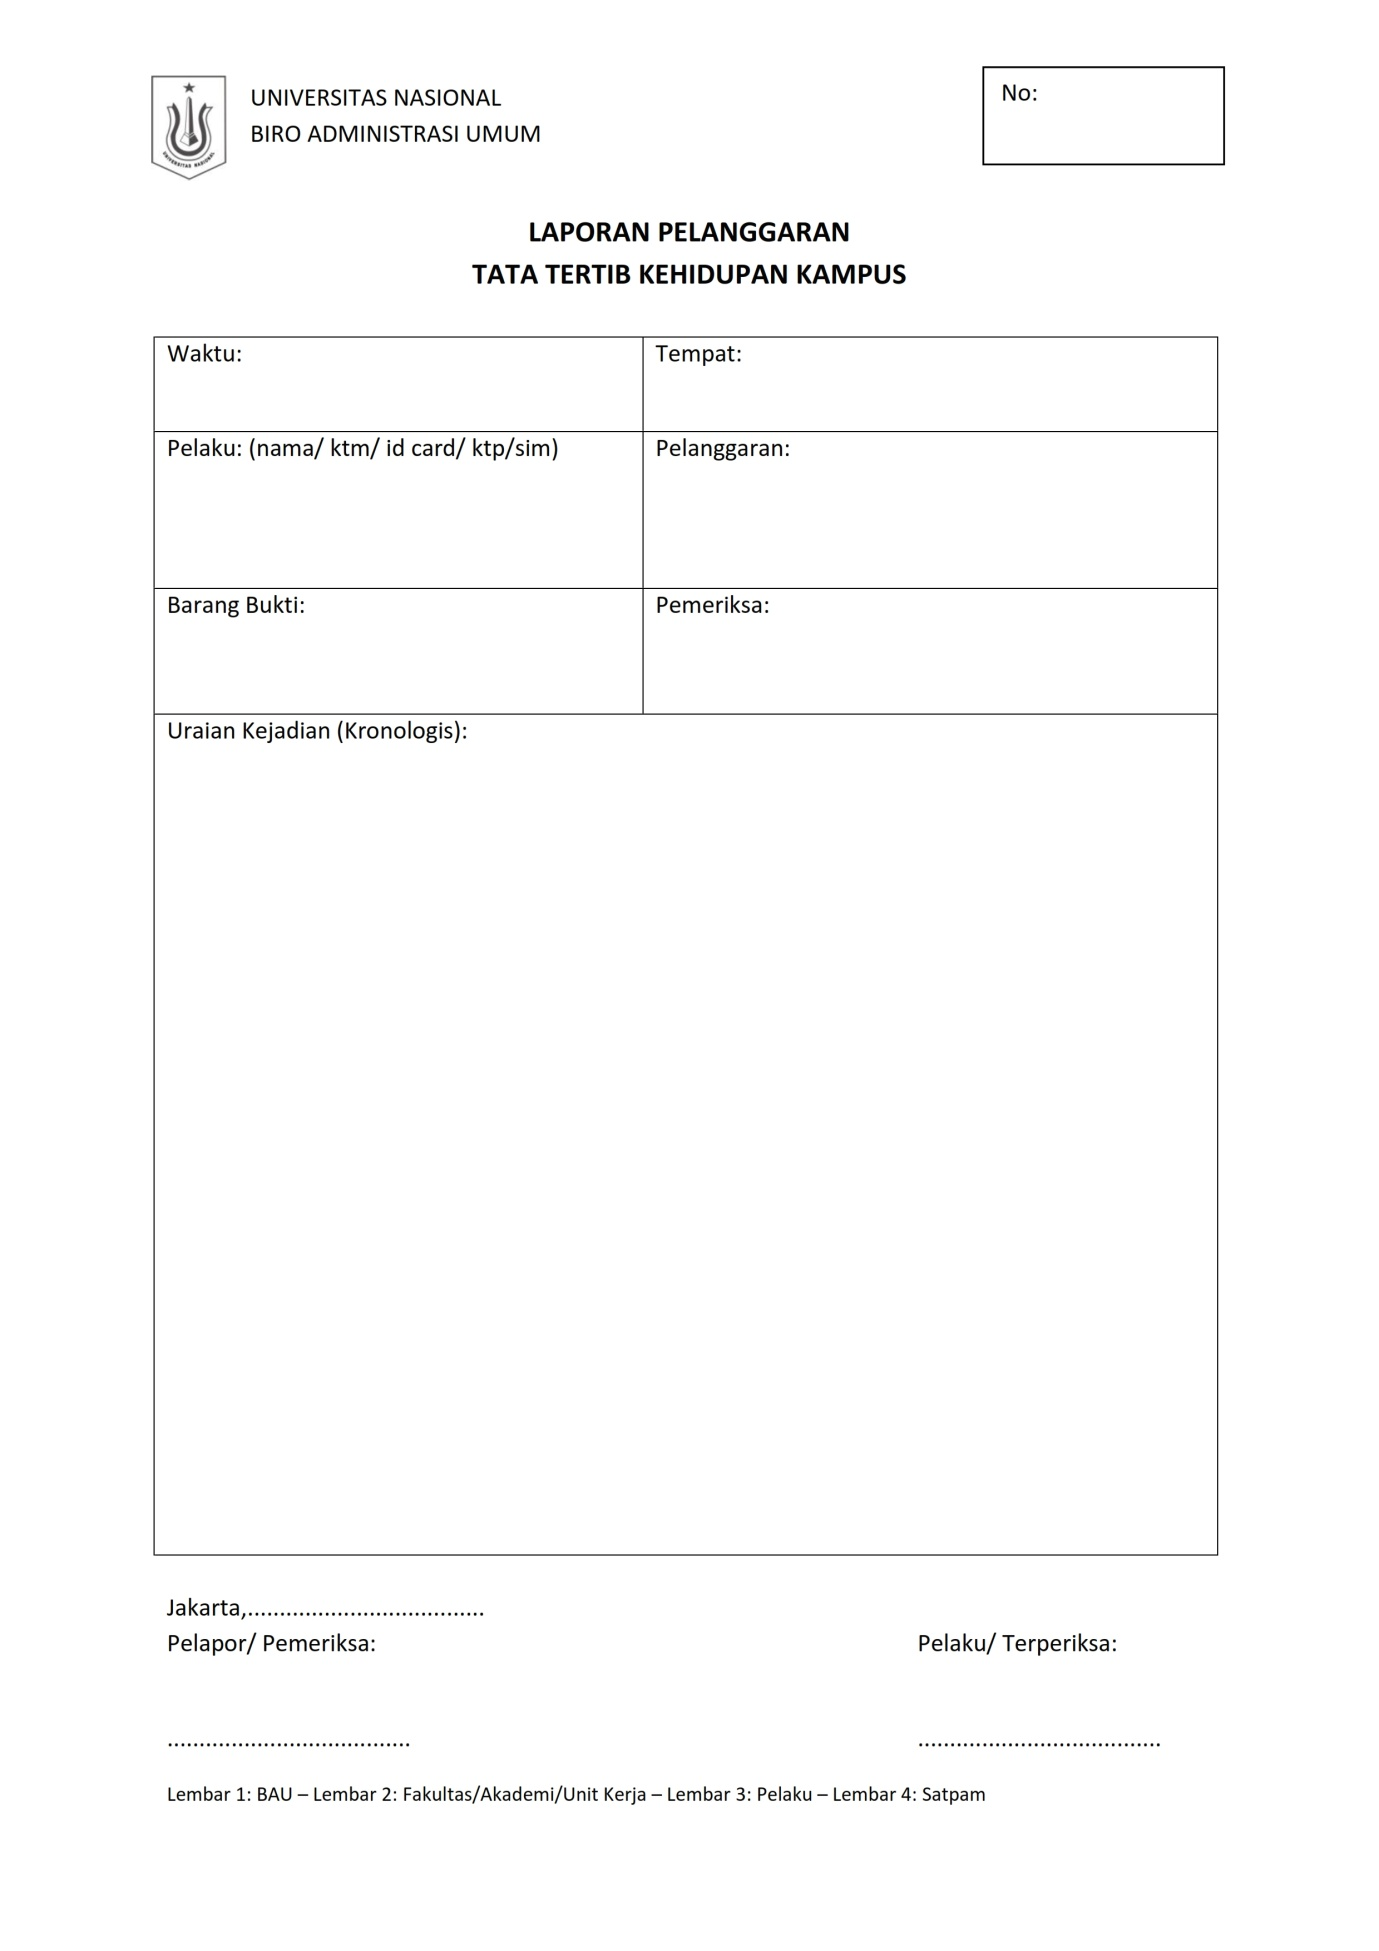 UNIVERSITAS NASIONAL
UNIVERSITAS NASIONAL
BIRO ADMINISTRASI UMUM
No:
LAPORAN PELANGGARAN
TATA TERTIB KEHIDUPAN KAMPUS
Waktu:
Tempat:
Pelaku: (nama/ ktm/ id card/ ktp/sim)
Pelanggaran:
Barang Bukti:
Pemeriksa:
Uraian Kejadian (Kronologis):
Jakarta,.....................................
Pelapor/ Pemeriksa:
Pelaku/ Terperiksa:
......................................
......................................
Lembar 1: BAU – Lembar 2: Fakultas/Akademi/Unit Kerja – Lembar 3: Pelaku – Lembar 4: Satpam